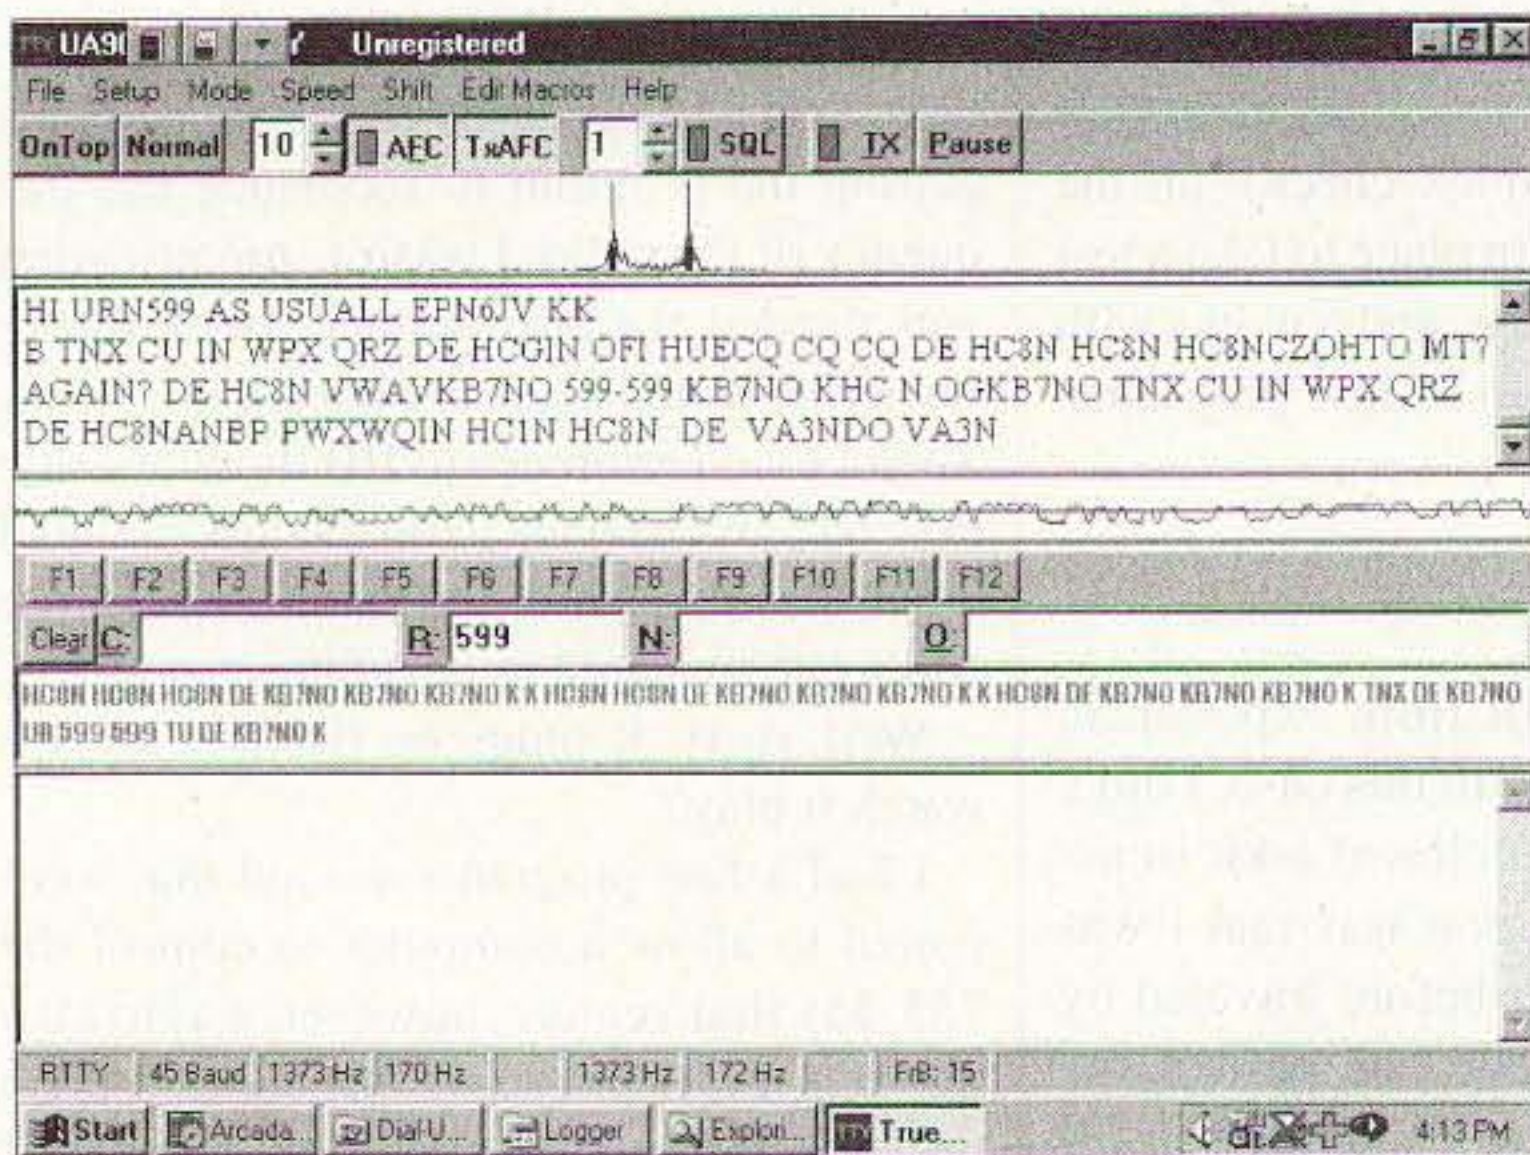 UA9 Unregistered
File Setup Mode Speed Shift Edit Macros Help
OnTop Normal 10 AFC TxAFC 1 SQL TX Pause
HI URN599 AS USUALL EPN6JV KK
B TNX CU IN WPX QRZ DE HCGIN OFI HUECQ CQ CQ DE HC8N HC8N HC8NCZOHTO MT?
AGAIN? DE HC8N VWAVKB7NO 599-599 KB7NO KHC N OGKB7NO TNX CU IN WPX QRZ
DE HC8NANBP PWXWQIN HC1N HC8N DE VA3NDO VA3N
F1 F2 F3 F4 F5 F6 F7 F8 F9 F10 F11 F12
Clear C: R: 599 N: O:
HC8N HC8N HC8N DE KB7NO KB7NO KB7NO K K HC8N HC8N DE KB7NO KB7NO KB7NO K K HC8N DE KB7NO KB7NO KB7NO K TNX DE KB7NO
UR 599 599 TU DE KB7NO K
RTTY 45 Baud 1373 Hz 170 Hz 1373 Hz 172 Hz FrB: 15
Start Arcada... Dial-U... Logger Explori... True... 4:13 PM